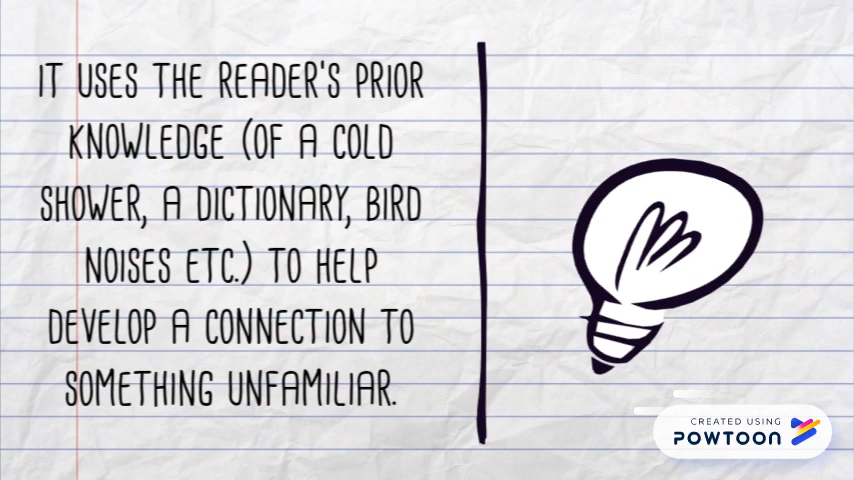 IT USES THE READER'S PRIOR
KNOWLEDGE (OF A COLD
SHOWER, A DICTIONARY, BIRD
NOISES ETC.) TO HELP
DEVELOP A CONNECTION TO
SOMETHING UNFAMILIAR.
CREATED USING
POWTOON